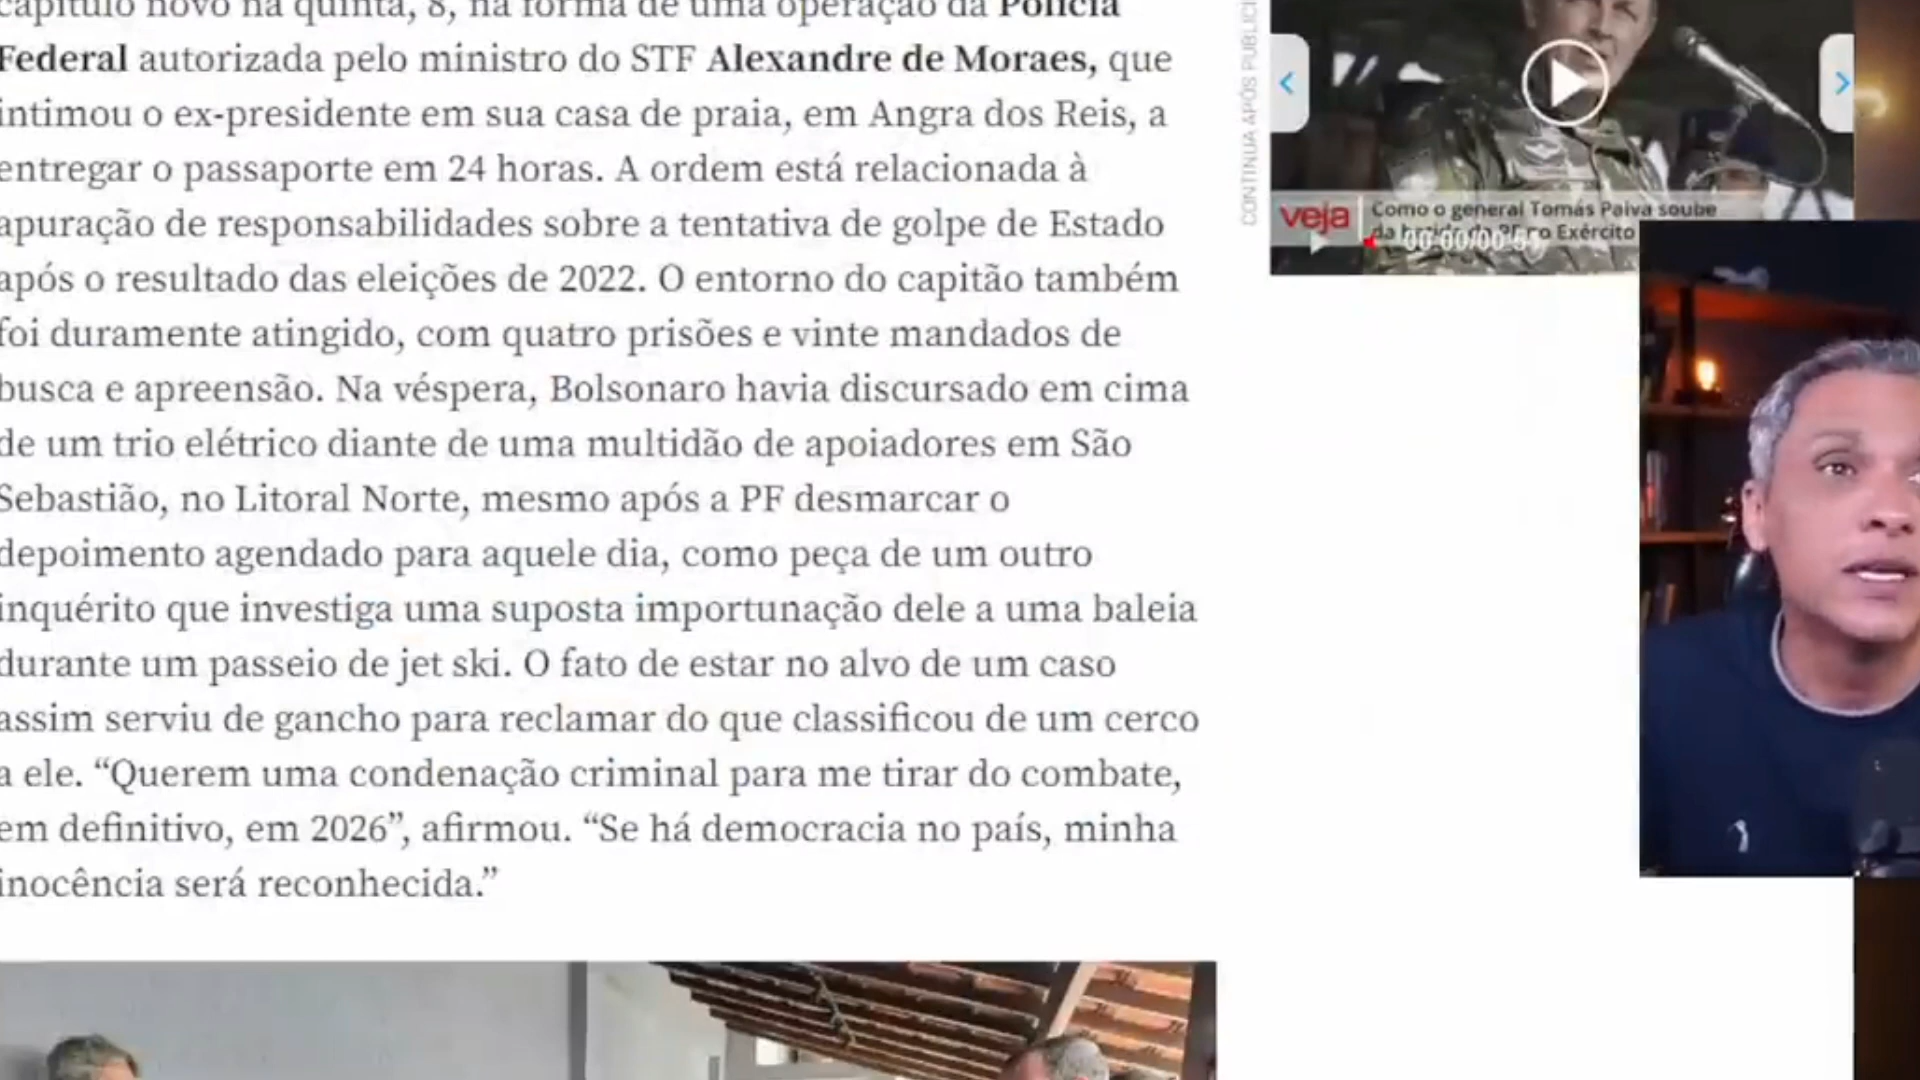 capítulo novo na quinta, 8, na forma de uma operação da Polícia
Federal autorizada pelo ministro do STF Alexandre de Moraes, que
intimou o ex-presidente em sua casa de praia, em Angra dos Reis, a
entregar o passaporte em 24 horas. A ordem está relacionada à
apuração de responsabilidades sobre a tentativa de golpe de Estado
após o resultado das eleições de 2022. O entorno do capitão também
foi duramente atingido, com quatro prisões e vinte mandados de
busca e apreensão. Na véspera, Bolsonaro havia discursado em cima
de um trio elétrico diante de uma multidão de apoiadores em São
Sebastião, no Litoral Norte, mesmo após a PF desmarcar o
depoimento agendado para aquele dia, como peça de um outro
inquérito que investiga uma suposta importunação dele a uma baleia
durante um passeio de jet ski. O fato de estar no alvo de um caso
assim serviu de gancho para reclamar do que classificou de um cerco
a ele. “Querem uma condenação criminal para me tirar do combate,
em definitivo, em 2026”, afirmou. “Se há democracia no país, minha
inocência será reconhecida.”
CONTINUA APÓS PUBLICI
veja
Como o general Tomás Paiva soube
da batida da PF no Exército